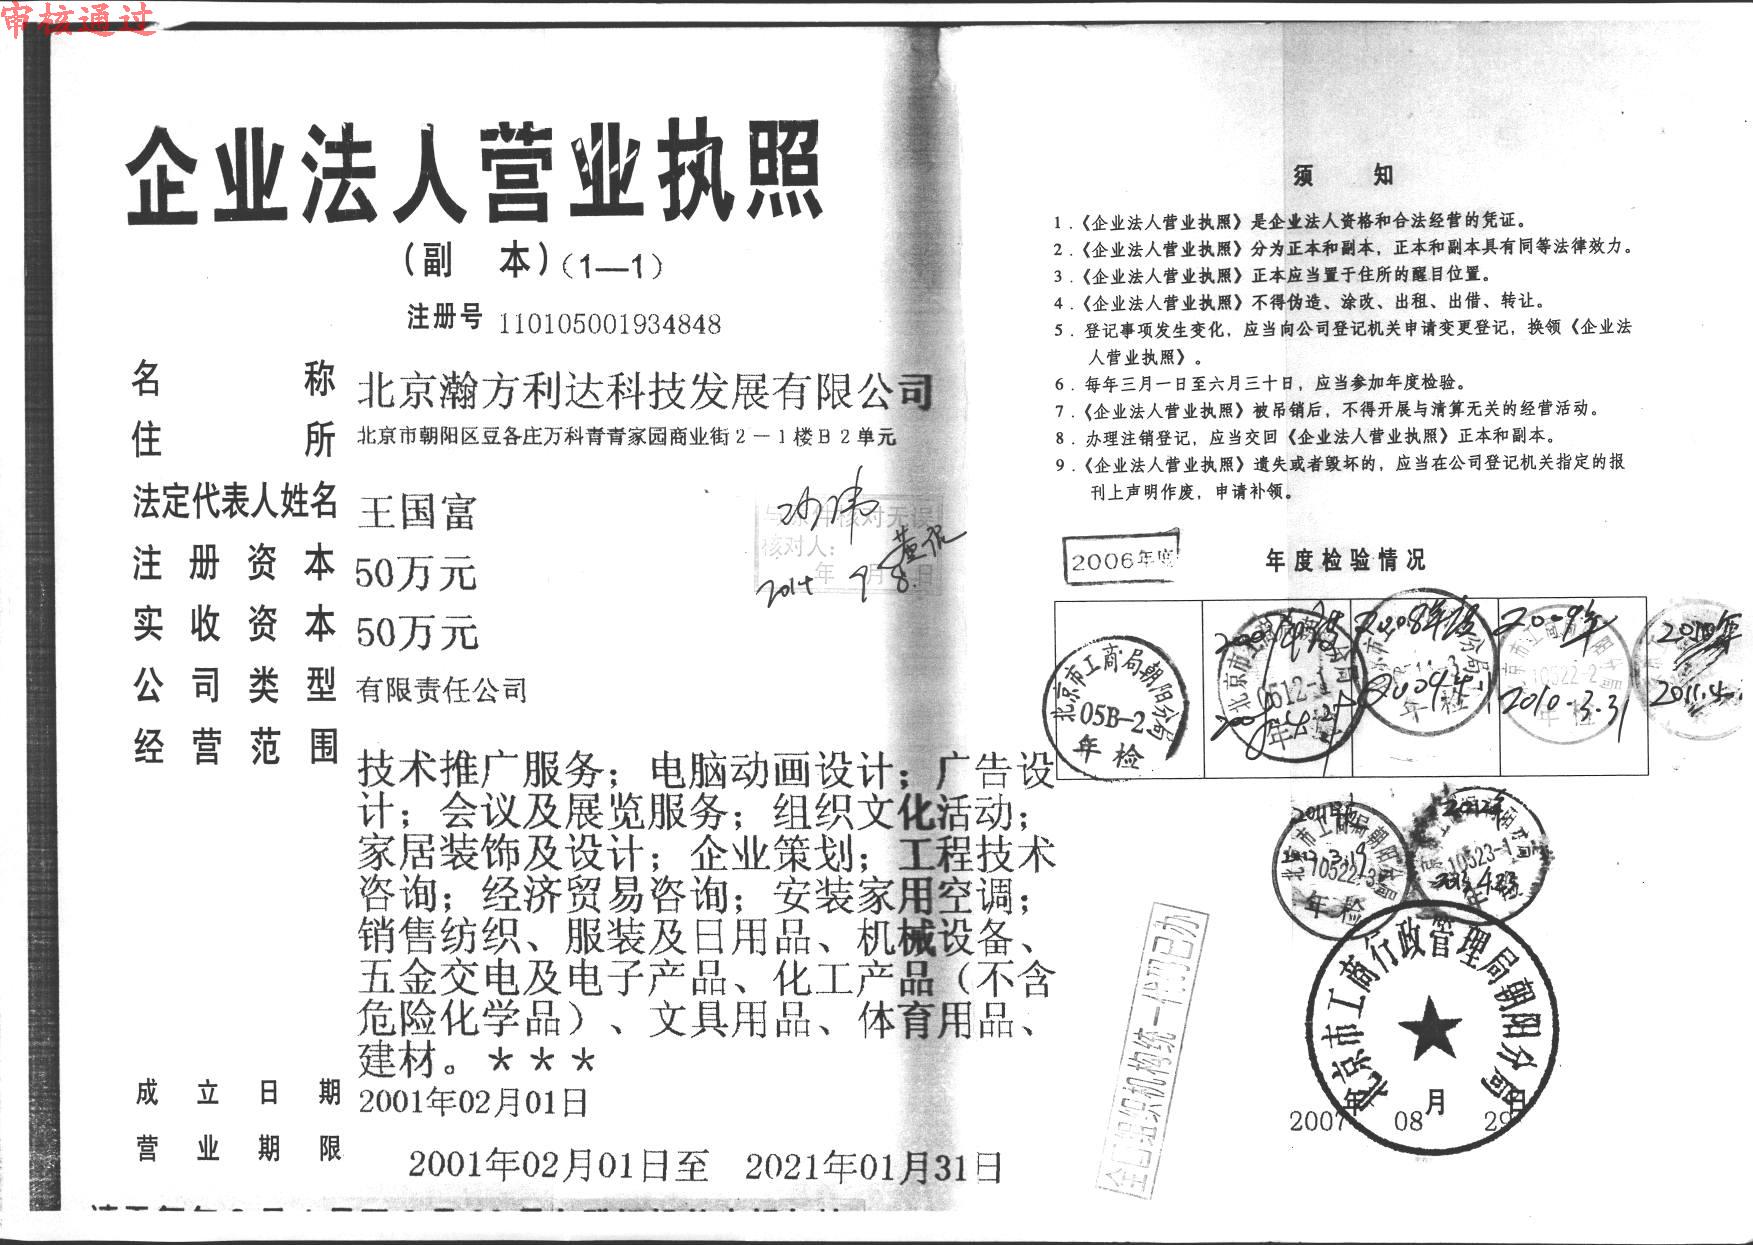 审核通过
企业法人营业执照
(副 本)(1—1)
注册号 110105001934848
名称 北京瀚方利达科技发展有限公司
住所 北京市朝阳区豆各庄万科青青家园商业街2－1楼B2单元
法定代表人姓名 王国富
注册资本 50万元
实收资本 50万元
公司类型 有限责任公司
经营范围
技术推广服务；电脑动画设计；广告设
计；会议及展览服务；组织文化活动；
家居装饰及设计；企业策划；工程技术
咨询；经济贸易咨询；安装家用空调；
销售纺织、服装及日用品、机械设备、
五金交电及电子产品、化工产品（不含
危险化学品）、文具用品、体育用品、
建材。＊＊＊
成立日期 2001年02月01日
营业期限 2001年02月01日至 2021年01月31日
与原件核对无误
核对人：
2014年9月8日
须 知
1．《企业法人营业执照》是企业法人资格和合法经营的凭证。
2．《企业法人营业执照》分为正本和副本，正本和副本具有同等法律效力。
3．《企业法人营业执照》正本应当置于住所的醒目位置。
4．《企业法人营业执照》不得伪造、涂改、出租、出借、转让。
5．登记事项发生变化，应当向公司登记机关申请变更登记，换领《企业法
人营业执照》。
6．每年三月一日至六月三十日，应当参加年度检验。
7．《企业法人营业执照》被吊销后，不得开展与清算无关的经营活动。
8．办理注销登记，应当交回《企业法人营业执照》正本和副本。
9．《企业法人营业执照》遗失或者毁坏的，应当在公司登记机关指定的报
刊上声明作废，申请补领。
2006年度
年度检验情况
北京市工商局朝阳分局
05B-2
年检
0512-1
年检
2008年度
年检
2009年
10522-2
2010.3.31
年检
2010年
2011.4.
北京市工商局朝阳分局
10522-3
年检
10523-1
全国组织机构统一代码已办
北京市工商行政管理局朝阳分局
2007年08月29日